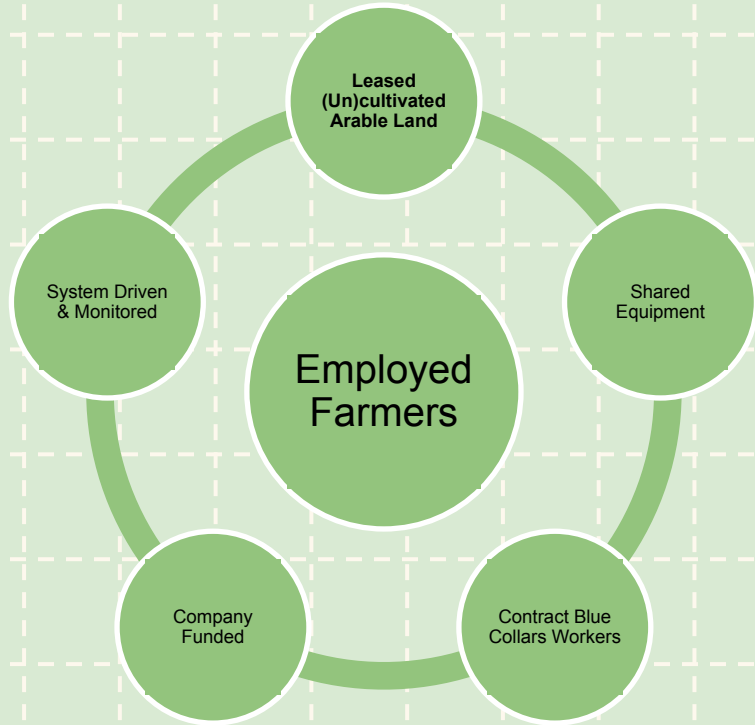 Leased
(Un)cultivated
Arable Land
System Driven
& Monitored
Shared
Equipment
Employed
Farmers
Company
Funded
Contract Blue
Collars Workers